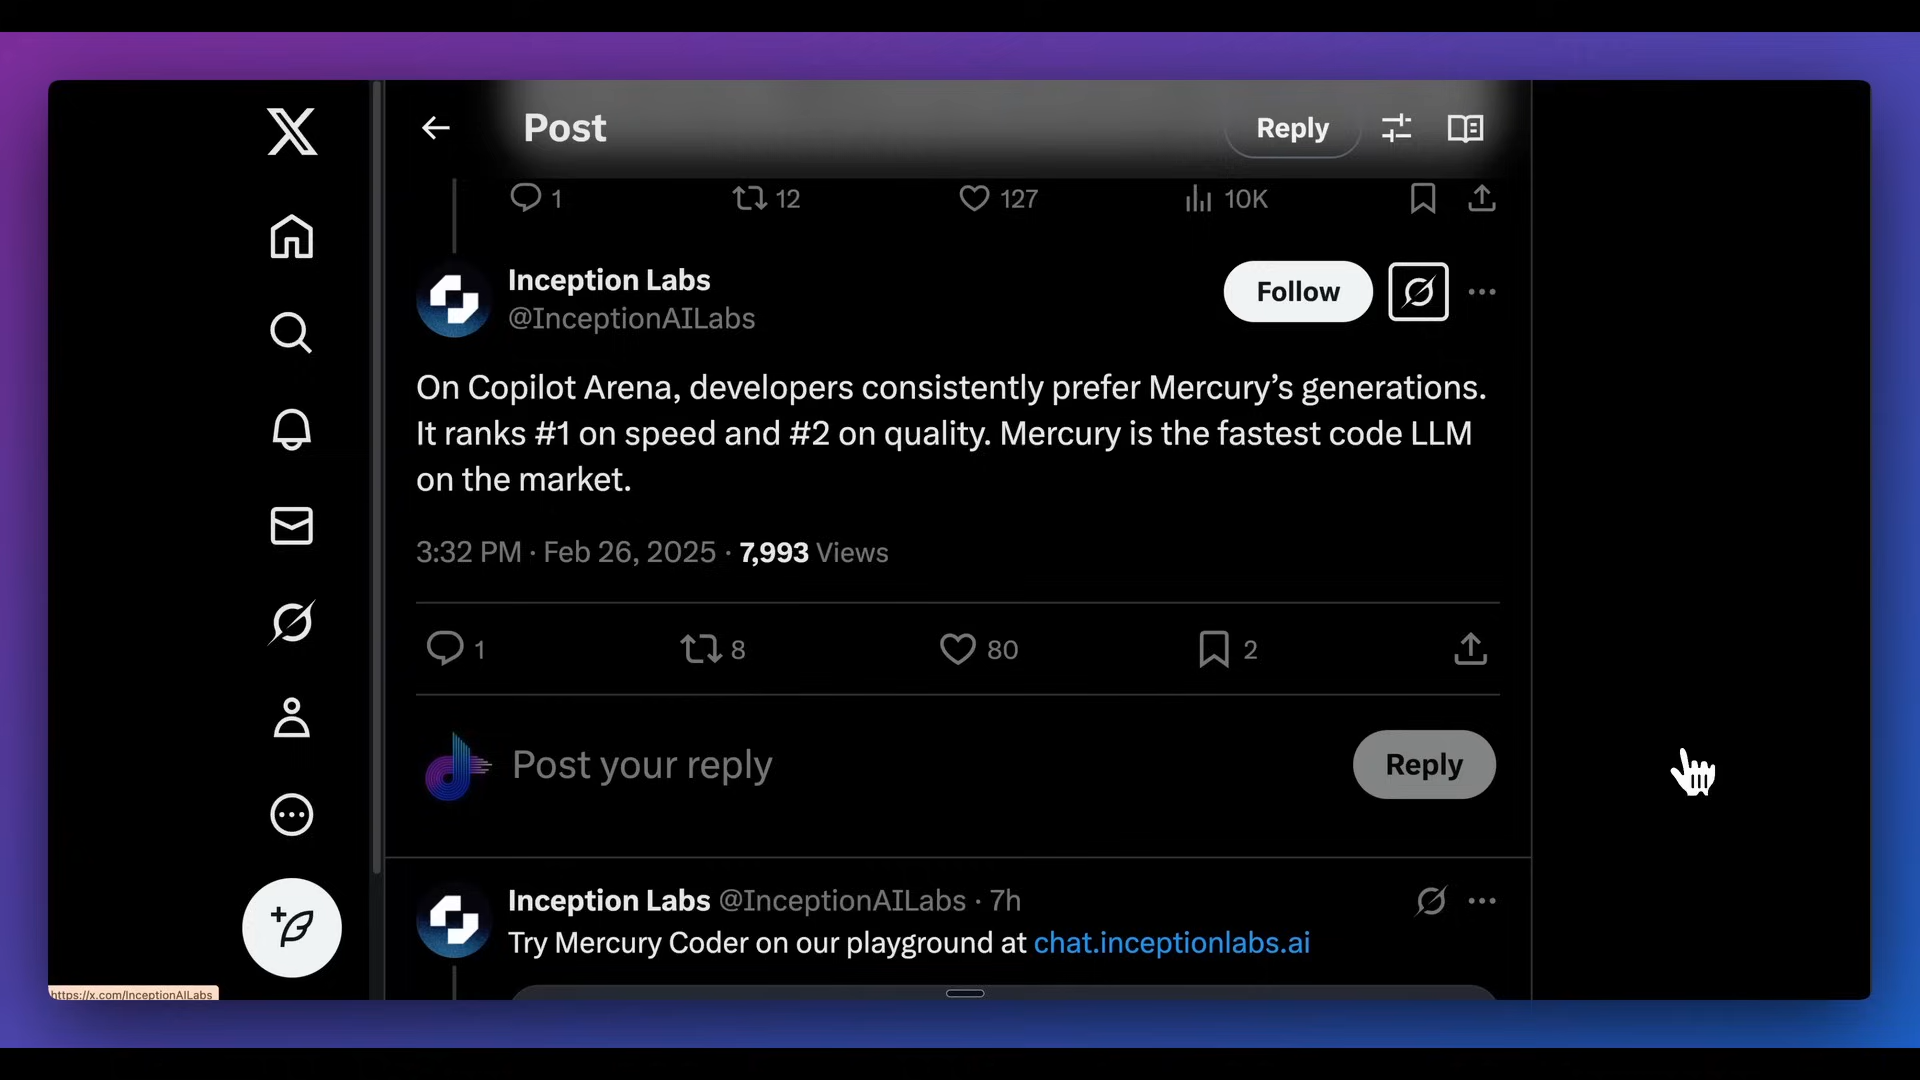 Post
Reply
1
12
127
10K
Inception Labs
@InceptionAILabs
Follow
On Copilot Arena, developers consistently prefer Mercury’s generations.
It ranks #1 on speed and #2 on quality. Mercury is the fastest code LLM
on the market.
3:32 PM · Feb 26, 2025 · 7,993 Views
1
8
80
2
Post your reply
Reply
Inception Labs @InceptionAILabs · 7h
Try Mercury Coder on our playground at chat.inceptionlabs.ai
https://x.com/InceptionAILabs